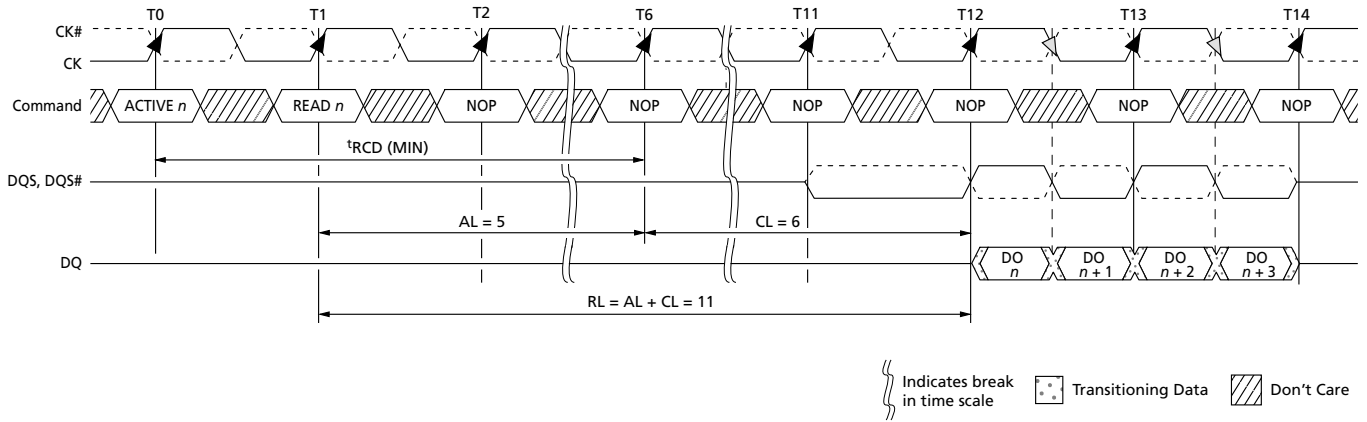 T0 T1 T2 T6 T11 T12 T13 T14
CK#
CK
Command ACTIVE n READ n NOP NOP NOP NOP NOP NOP
tRCD (MIN)
DQS, DQS#
AL = 5 CL = 6
DQ DO n DO n + 1 DO n + 2 DO n + 3
RL = AL + CL = 11
Indicates break
in time scale
Transitioning Data
Don't Care